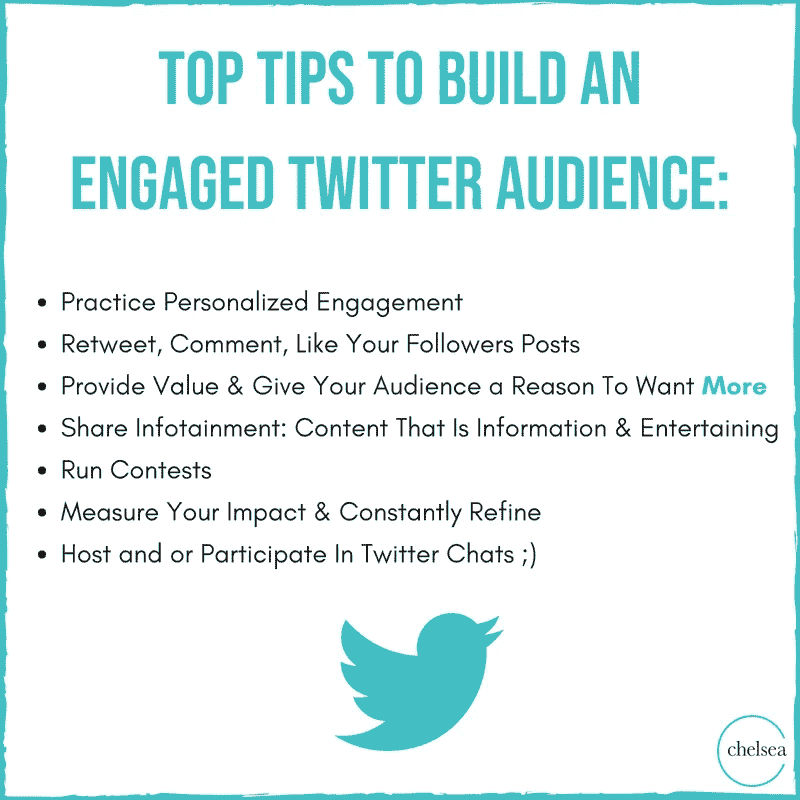 TOP TIPS TO BUILD AN
ENGAGED TWITTER AUDIENCE:
• Practice Personalized Engagement
• Retweet, Comment, Like Your Followers Posts
• Provide Value & Give Your Audience a Reason To Want More
• Share Infotainment: Content That Is Information & Entertaining
• Run Contests
• Measure Your Impact & Constantly Refine
• Host and or Participate In Twitter Chats ;)
chelsea